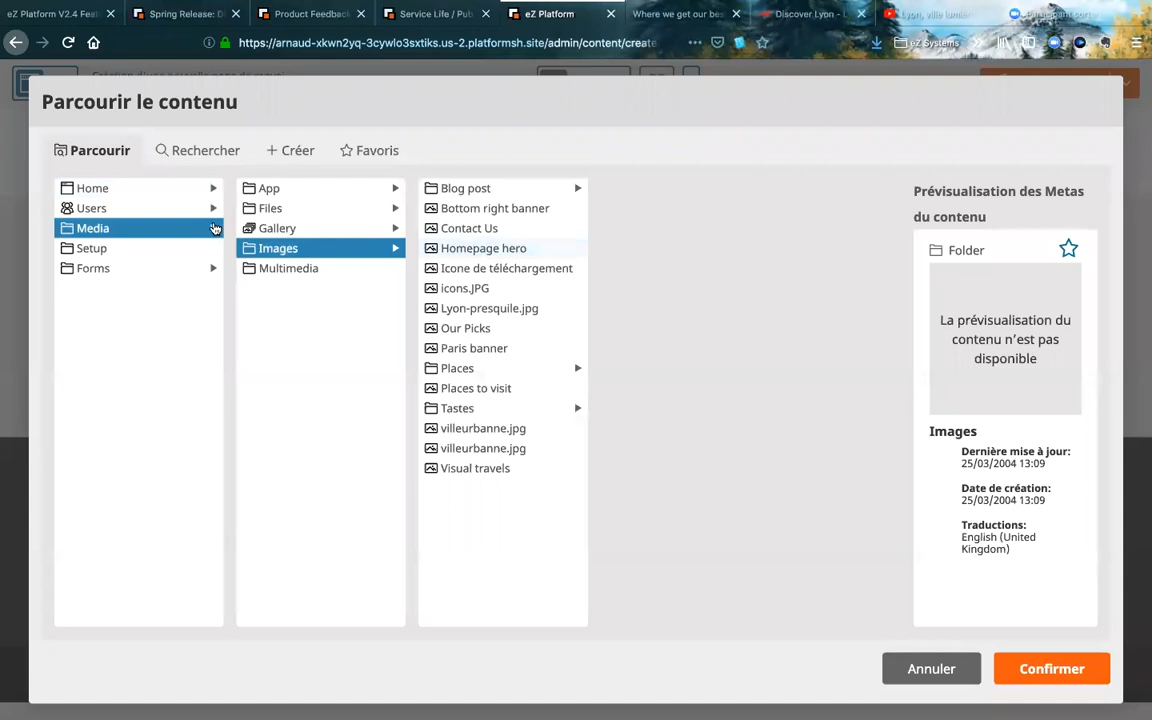 eZ Platform V2.4 Feat
Spring Release: D
Product Feedback
Service Life / Pub
eZ Platform
Where we get our bes
Discover Lyon - L
https://arnaud-xkwn2yq-3cywlo3sxtiks.us-2.platformsh.site/admin/content/create
eZ Systems
Parcourir le contenu
Parcourir
Rechercher
Créer
Favoris
Home
Users
Media
Setup
Forms
App
Files
Gallery
Images
Multimedia
Blog post
Bottom right banner
Contact Us
Homepage hero
Icone de téléchargement
icons.JPG
Lyon-presquile.jpg
Our Picks
Paris banner
Places
Places to visit
Tastes
villeurbanne.jpg
villeurbanne.jpg
Visual travels
Prévisualisation des Metas
du contenu
Folder
La prévisualisation du
contenu n’est pas
disponible
Images
Dernière mise à jour:
25/03/2004 13:09
Date de création:
25/03/2004 13:09
Traductions:
English (United
Kingdom)
Annuler
Confirmer